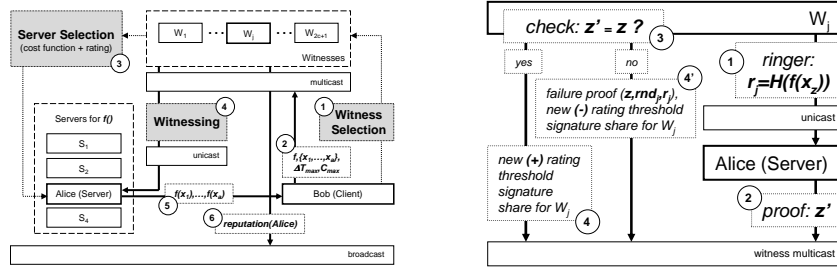 Server Selection
(cost function + rating)
3
W1 ... Wj ... W2c+1
Witnesses
multicast
Servers for f()
S1
S2
Alice (Server)
S4
Witnessing
4
unicast
1
Witness
Selection
2
f,{x1,...,xa},
ΔTmax,Cmax
f(x1),...,f(xa)
5
Bob (Client)
6
reputation(Alice)
broadcast
Wj
check: z' = z ?
3
yes
no
4'
failure proof (z,rndj,rj),
new (-) rating threshold
signature share for Wj
new (+) rating
threshold
signature
share for Wj
4
1
ringer:
rj=H(f(xz))
unicast
Alice (Server)
2
proof: z'
witness multicast